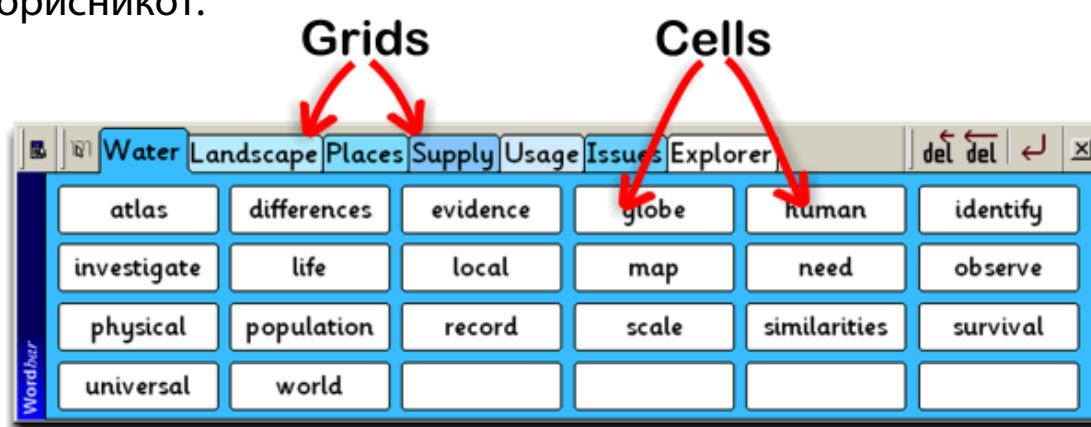 Grids Cells
Water Landscape Places Supply Usage Issues Explorer del del
atlas differences evidence globe human identify
investigate life local map need observe
physical population record scale similarities survival
universal world
Wordbar